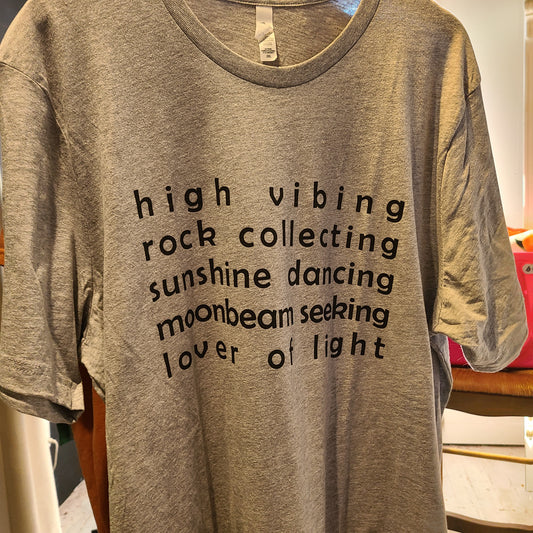 high vibing
rock collecting
sunshine dancing
moonbeam seeking
lover of light